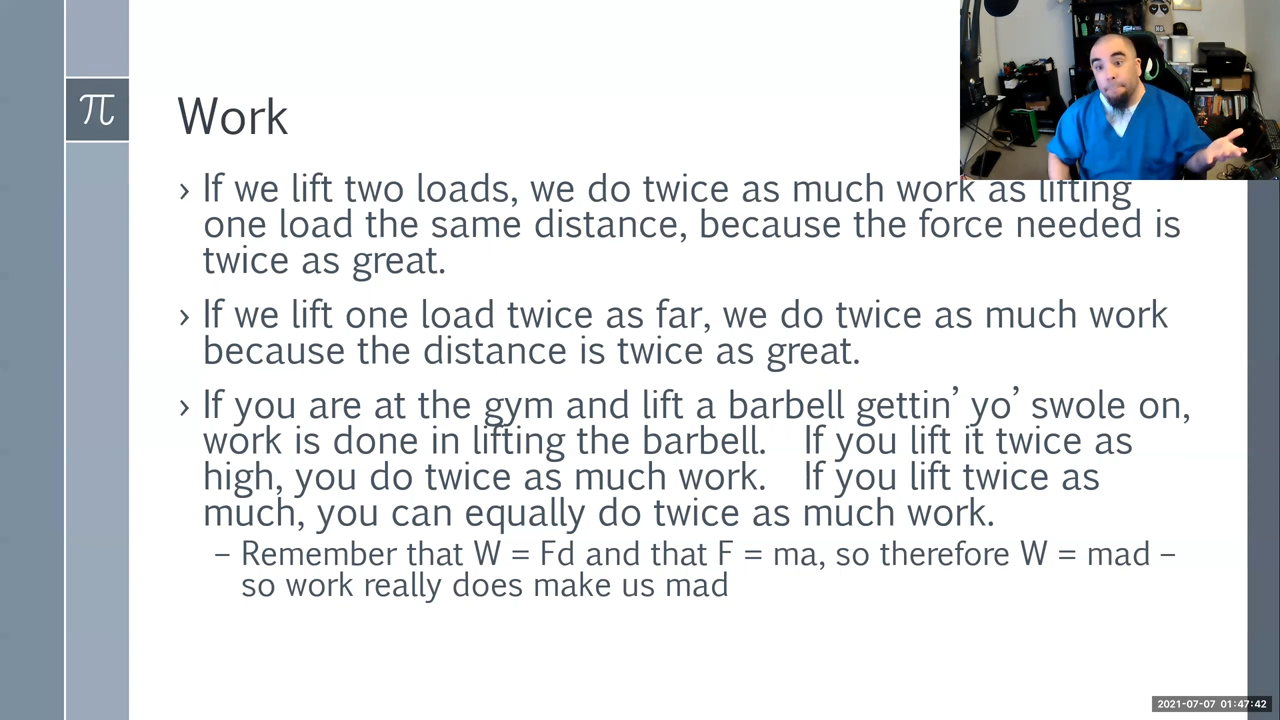 π
Work
› If we lift two loads, we do twice as much work as lifting
one load the same distance, because the force needed is
twice as great.
› If we lift one load twice as far, we do twice as much work
because the distance is twice as great.
› If you are at the gym and lift a barbell gettin’ yo’ swole on,
work is done in lifting the barbell. If you lift it twice as
high, you do twice as much work. If you lift twice as
much, you can equally do twice as much work.
– Remember that W = Fd and that F = ma, so therefore W = mad –
so work really does make us mad
2021-07-07 01:47:42